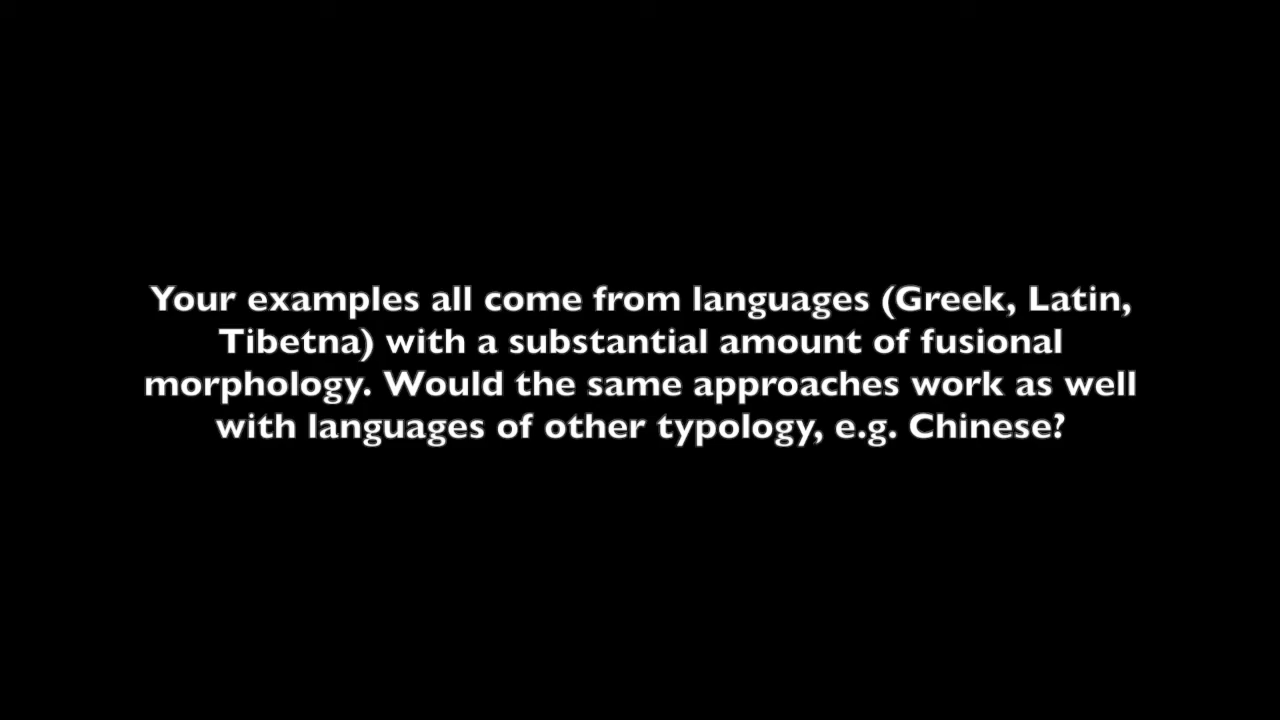 Your examples all come from languages (Greek, Latin,
Tibetna) with a substantial amount of fusional
morphology. Would the same approaches work as well
with languages of other typology, e.g. Chinese?